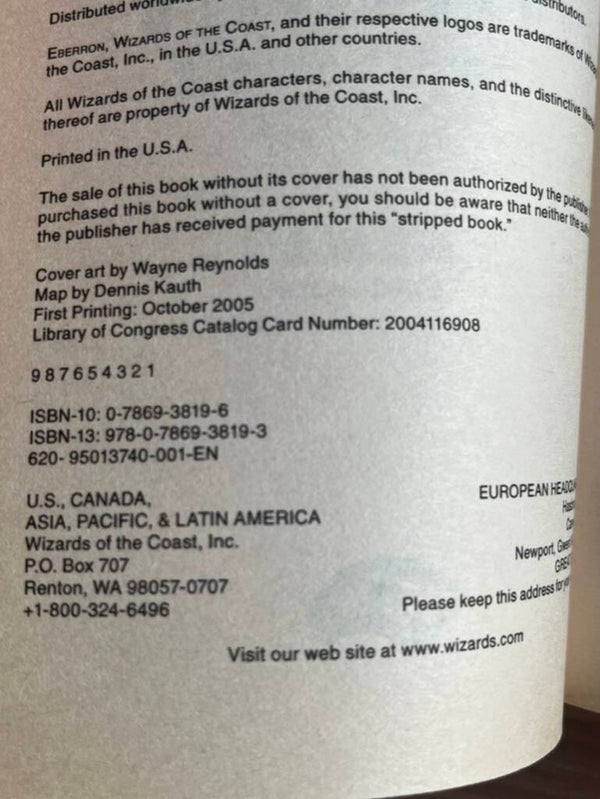 Distributed
distributors.
EBERRON, WIZARDS OF THE COAST, and their respective logos are trademarks of
the Coast, Inc., in the U.S.A. and other countries.
All Wizards of the Coast characters, character names, and the distinctive
thereof are property of Wizards of the Coast, Inc.
Printed in the U.S.A.
The sale of this book without its cover has not been authorized by the
purchased this book without a cover, you should be aware that neither the
the publisher has received payment for this “stripped book.”
Cover art by Wayne Reynolds
Map by Dennis Kauth
First Printing: October 2005
Library of Congress Catalog Card Number: 2004116908
9 8 7 6 5 4 3 2 1
ISBN-10: 0-7869-3819-6
ISBN-13: 978-0-7869-3819-3
620- 95013740-001-EN
U.S., CANADA,
ASIA, PACIFIC, & LATIN AMERICA
Wizards of the Coast, Inc.
P.O. Box 707
Renton, WA 98057-0707
+1-800-324-6496
EUROPEAN
Newport,
Please keep this address for
Visit our web site at www.wizards.com